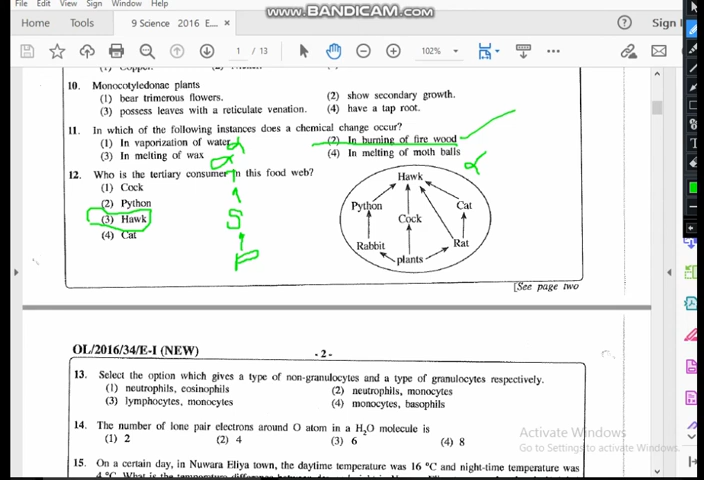 File Edit View Sign Window Help
www.BANDICAM.com
Home Tools 9 Science 2016 E... × Sign I
1 / 13 102%
10. Monocotyledonae plants
(1) bear trimerous flowers. (2) show secondary growth.
(3) possess leaves with a reticulate venation. (4) have a tap root.
11. In which of the following instances does a chemical change occur?
(1) In vaporization of water (2) In burning of fire wood
(3) In melting of wax (4) In melting of moth balls
12. Who is the tertiary consumer in this food web?
(1) Cock
(2) Python
(3) Hawk
(4) Cat
Hawk
Python Cat
Cock
Rabbit Rat
plants
S
P
[See page two
OL/2016/34/E-I (NEW) - 2 -
13. Select the option which gives a type of non-granulocytes and a type of granulocytes respectively.
(1) neutrophils, eosinophils (2) neutrophils, monocytes
(3) lymphocytes, monocytes (4) monocytes, basophils
14. The number of lone pair electrons around O atom in a H₂O molecule is
(1) 2 (2) 4 (3) 6 (4) 8
15. On a certain day, in Nuwara Eliya town, the daytime temperature was 16 °C and night-time temperature was
Activate Windows
Go to Settings to activate Windows.